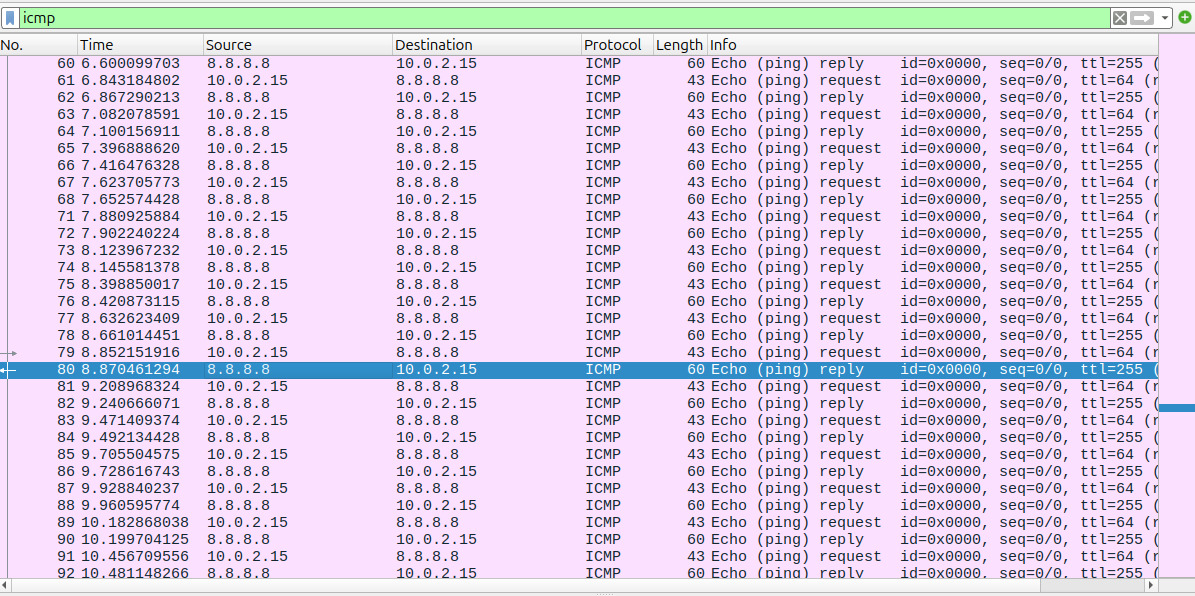 icmp
No. Time Source Destination Protocol Length Info
60 6.600099703 8.8.8.8 10.0.2.15 ICMP 60 Echo (ping) reply id=0x0000, seq=0/0, ttl=255 (
61 6.843184802 10.0.2.15 8.8.8.8 ICMP 43 Echo (ping) request id=0x0000, seq=0/0, ttl=64 (r
62 6.867290213 8.8.8.8 10.0.2.15 ICMP 60 Echo (ping) reply id=0x0000, seq=0/0, ttl=255 (
63 7.082078591 10.0.2.15 8.8.8.8 ICMP 43 Echo (ping) request id=0x0000, seq=0/0, ttl=64 (r
64 7.100156911 8.8.8.8 10.0.2.15 ICMP 60 Echo (ping) reply id=0x0000, seq=0/0, ttl=255 (
65 7.396888620 10.0.2.15 8.8.8.8 ICMP 43 Echo (ping) request id=0x0000, seq=0/0, ttl=64 (r
66 7.416476328 8.8.8.8 10.0.2.15 ICMP 60 Echo (ping) reply id=0x0000, seq=0/0, ttl=255 (
67 7.623705773 10.0.2.15 8.8.8.8 ICMP 43 Echo (ping) request id=0x0000, seq=0/0, ttl=64 (r
68 7.652574428 8.8.8.8 10.0.2.15 ICMP 60 Echo (ping) reply id=0x0000, seq=0/0, ttl=255 (
71 7.880925884 10.0.2.15 8.8.8.8 ICMP 43 Echo (ping) request id=0x0000, seq=0/0, ttl=64 (r
72 7.902240224 8.8.8.8 10.0.2.15 ICMP 60 Echo (ping) reply id=0x0000, seq=0/0, ttl=255 (
73 8.123967232 10.0.2.15 8.8.8.8 ICMP 43 Echo (ping) request id=0x0000, seq=0/0, ttl=64 (r
74 8.145581378 8.8.8.8 10.0.2.15 ICMP 60 Echo (ping) reply id=0x0000, seq=0/0, ttl=255 (
75 8.398850017 10.0.2.15 8.8.8.8 ICMP 43 Echo (ping) request id=0x0000, seq=0/0, ttl=64 (r
76 8.420873115 8.8.8.8 10.0.2.15 ICMP 60 Echo (ping) reply id=0x0000, seq=0/0, ttl=255 (
77 8.632623409 10.0.2.15 8.8.8.8 ICMP 43 Echo (ping) request id=0x0000, seq=0/0, ttl=64 (r
78 8.661014451 8.8.8.8 10.0.2.15 ICMP 60 Echo (ping) reply id=0x0000, seq=0/0, ttl=255 (
79 8.852151916 10.0.2.15 8.8.8.8 ICMP 43 Echo (ping) request id=0x0000, seq=0/0, ttl=64 (r
80 8.870461294 8.8.8.8 10.0.2.15 ICMP 60 Echo (ping) reply id=0x0000, seq=0/0, ttl=255 (
81 9.208968324 10.0.2.15 8.8.8.8 ICMP 43 Echo (ping) request id=0x0000, seq=0/0, ttl=64 (r
82 9.240666071 8.8.8.8 10.0.2.15 ICMP 60 Echo (ping) reply id=0x0000, seq=0/0, ttl=255 (
83 9.471409374 10.0.2.15 8.8.8.8 ICMP 43 Echo (ping) request id=0x0000, seq=0/0, ttl=64 (r
84 9.492134428 8.8.8.8 10.0.2.15 ICMP 60 Echo (ping) reply id=0x0000, seq=0/0, ttl=255 (
85 9.705504575 10.0.2.15 8.8.8.8 ICMP 43 Echo (ping) request id=0x0000, seq=0/0, ttl=64 (r
86 9.728616743 8.8.8.8 10.0.2.15 ICMP 60 Echo (ping) reply id=0x0000, seq=0/0, ttl=255 (
87 9.928840237 10.0.2.15 8.8.8.8 ICMP 43 Echo (ping) request id=0x0000, seq=0/0, ttl=64 (r
88 9.960595774 8.8.8.8 10.0.2.15 ICMP 60 Echo (ping) reply id=0x0000, seq=0/0, ttl=255 (
89 10.182868038 10.0.2.15 8.8.8.8 ICMP 43 Echo (ping) request id=0x0000, seq=0/0, ttl=64 (r
90 10.199704125 8.8.8.8 10.0.2.15 ICMP 60 Echo (ping) reply id=0x0000, seq=0/0, ttl=255 (
91 10.456709556 10.0.2.15 8.8.8.8 ICMP 43 Echo (ping) request id=0x0000, seq=0/0, ttl=64 (r
92 10.481148266 8.8.8.8 10.0.2.15 ICMP 60 Echo (ping) reply id=0x0000, seq=0/0, ttl=255 (